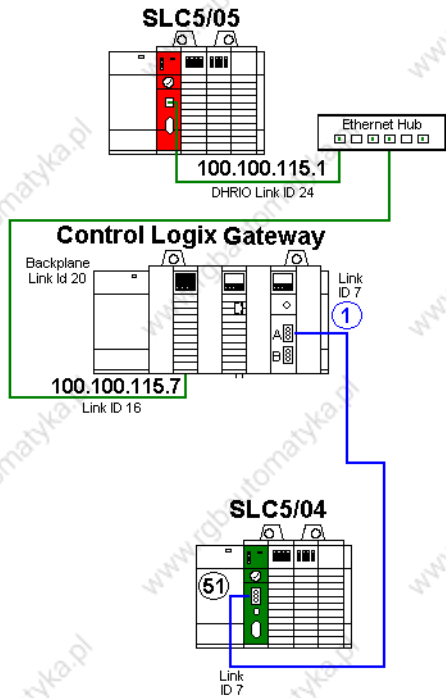 SLC5/05
Ethernet Hub
100.100.115.1
DHRIO Link ID 24
Control Logix Gateway
Backplane
Link Id 20
Link
ID 7
1
A
B
100.100.115.7
Link ID 16
SLC5/04
51
Link
ID 7
www.rgbautomatyka.pl